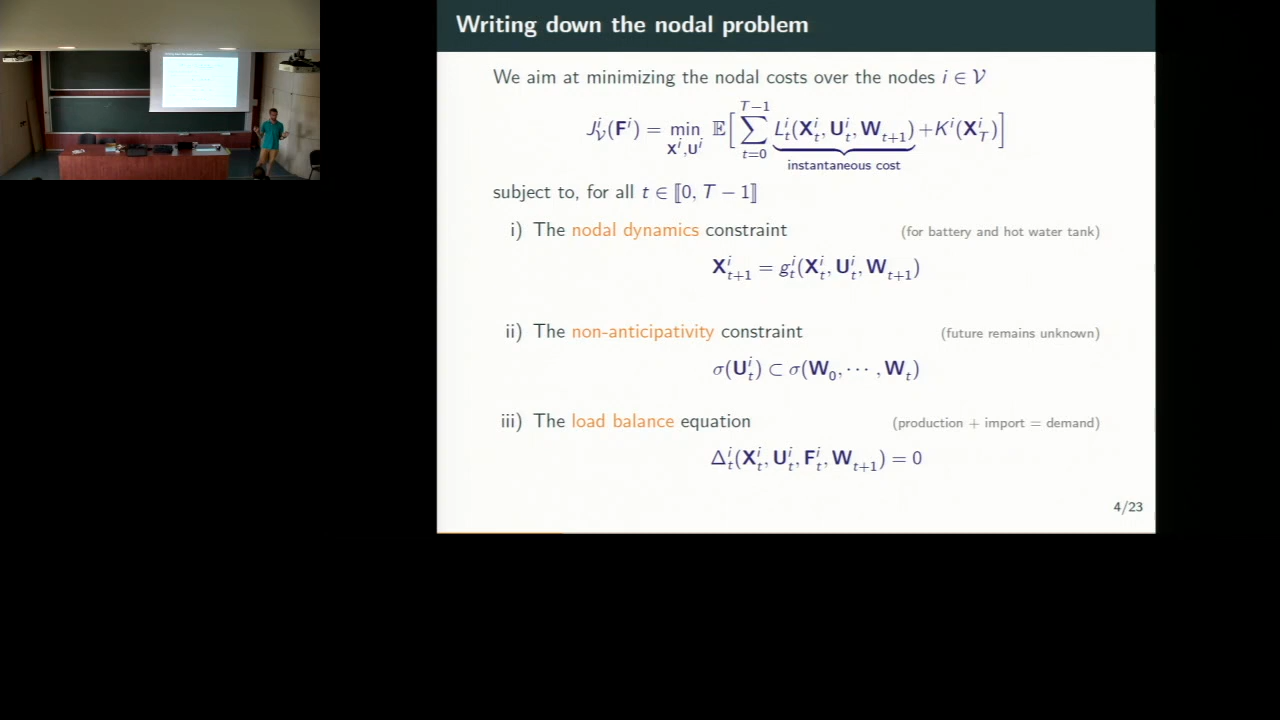 Writing down the nodal problem
We aim at minimizing the nodal costs over the nodes i ∈ 𝒱
J^i_𝒱(F^i) = min_{X^i,U^i} 𝔼[ ∑_{t=0}^{T−1} L^i_t(X^i_t, U^i_t, W_{t+1}) + K^i(X^i_T) ]
instantaneous cost
subject to, for all t ∈ ⟦0, T − 1⟧
i) The nodal dynamics constraint (for battery and hot water tank)
X^i_{t+1} = g^i_t(X^i_t, U^i_t, W_{t+1})
ii) The non-anticipativity constraint (future remains unknown)
σ(U^i_t) ⊂ σ(W_0, ⋯ , W_t)
iii) The load balance equation (production + import = demand)
Δ^i_t(X^i_t, U^i_t, F^i_t, W_{t+1}) = 0
4/23